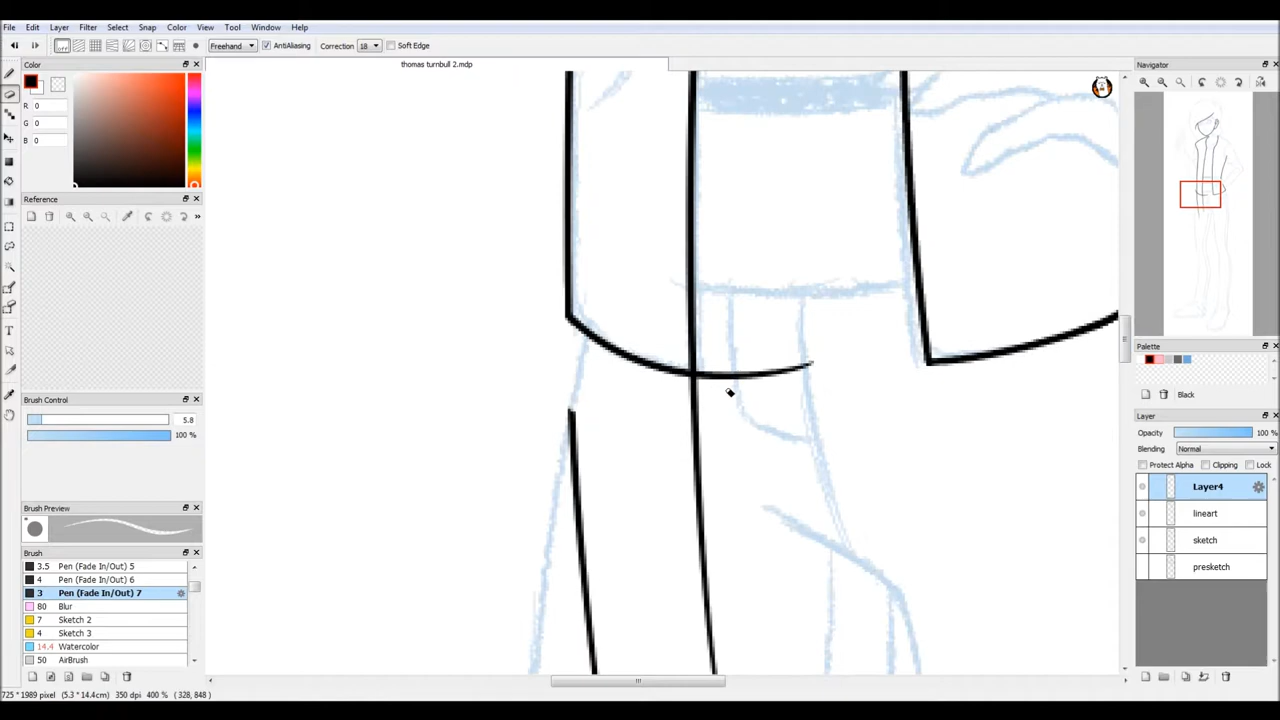 File Edit Layer Filter Select Snap Color View Tool Window Help
Freehand AntiAliasing Correction 18 Soft Edge
Color
thomas turnbull 2.mdp
Navigator
R 0
G 0
B 0
Reference
Palette
Black
Brush Control
5.8
100 %
Layer
Opacity 100 %
Blending Normal
Protect Alpha Clipping Lock
Layer4
lineart
sketch
presketch
Brush Preview
Brush
3.5 Pen (Fade In/Out) 5
4 Pen (Fade In/Out) 6
3 Pen (Fade In/Out) 7
80 Blur
7 Sketch 2
4 Sketch 3
14.4 Watercolor
50 AirBrush
725 * 1989 pixel (5.3 * 14.4cm) 350 dpi 400 % ( 328, 848 )